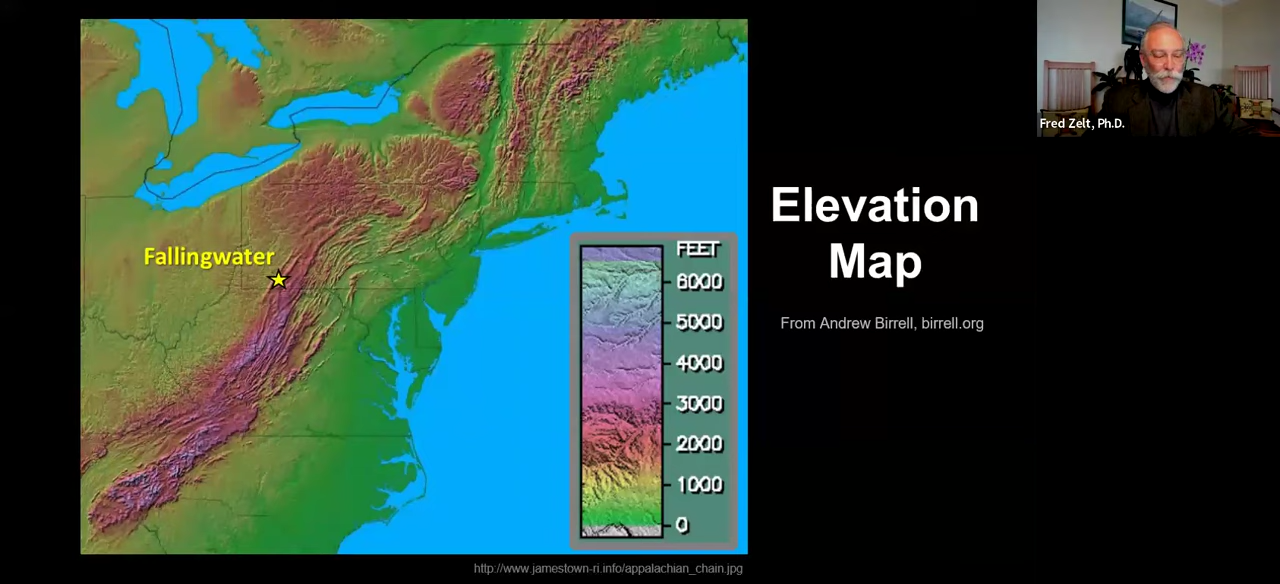 Fred Zelt, Ph.D.
Elevation
Map
From Andrew Birrell, birrell.org
Fallingwater
FEET
6000
5000
4000
3000
2000
1000
0
http://www.jamestown-ri.info/appalachian_chain.jpg